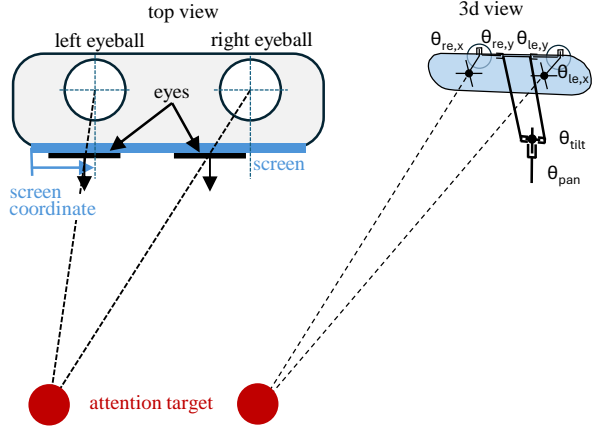 top view
3d view
left eyeball
right eyeball
θre,x
θre,y
θle,y
θle,x
eyes
θtilt
θpan
screen
screen
coordinate
attention target